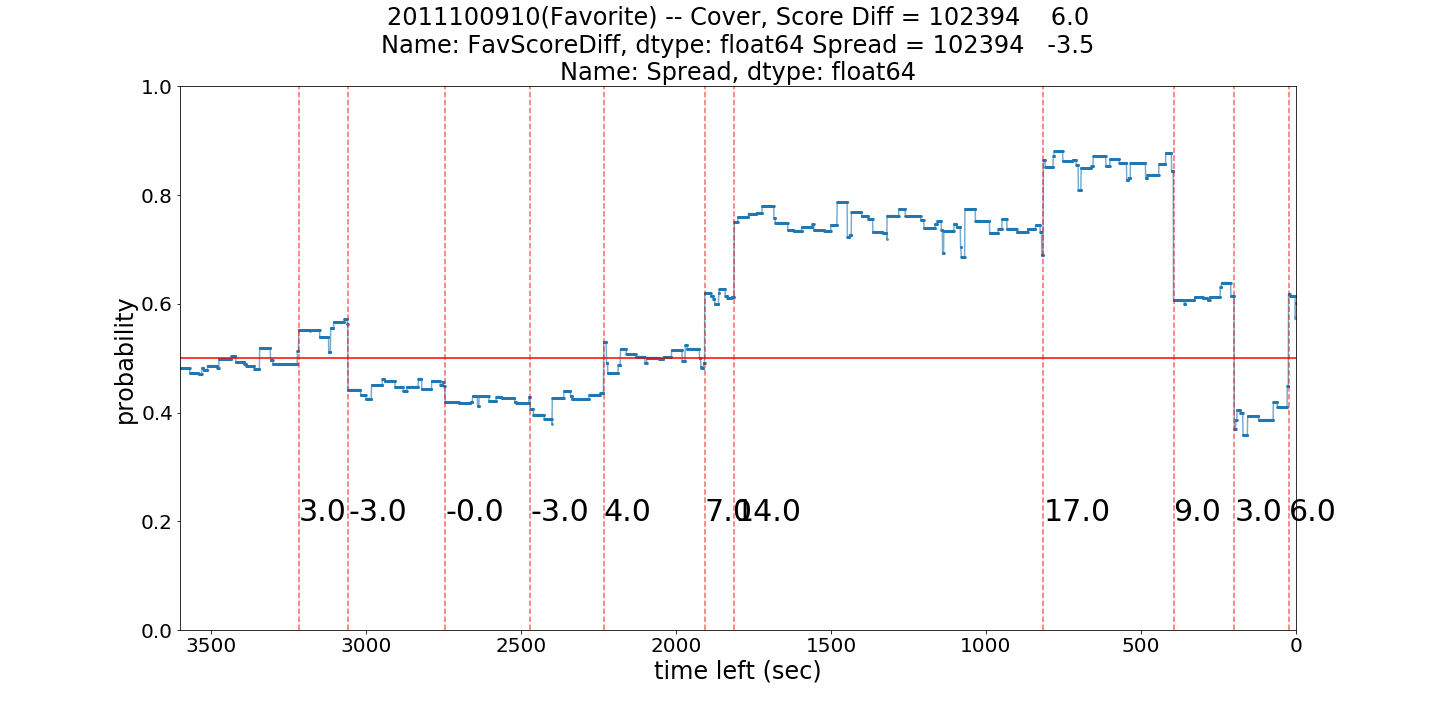 2011100910(Favorite) -- Cover, Score Diff = 102394    6.0
Name: FavScoreDiff, dtype: float64 Spread = 102394   -3.5
Name: Spread, dtype: float64
1.0
0.8
0.6
0.4
0.2
0.0
probability
3.0 -3.0 -0.0 -3.0 4.0 7.0 14.0 17.0 9.0 3.0 6.0
3500 3000 2500 2000 1500 1000 500 0
time left (sec)